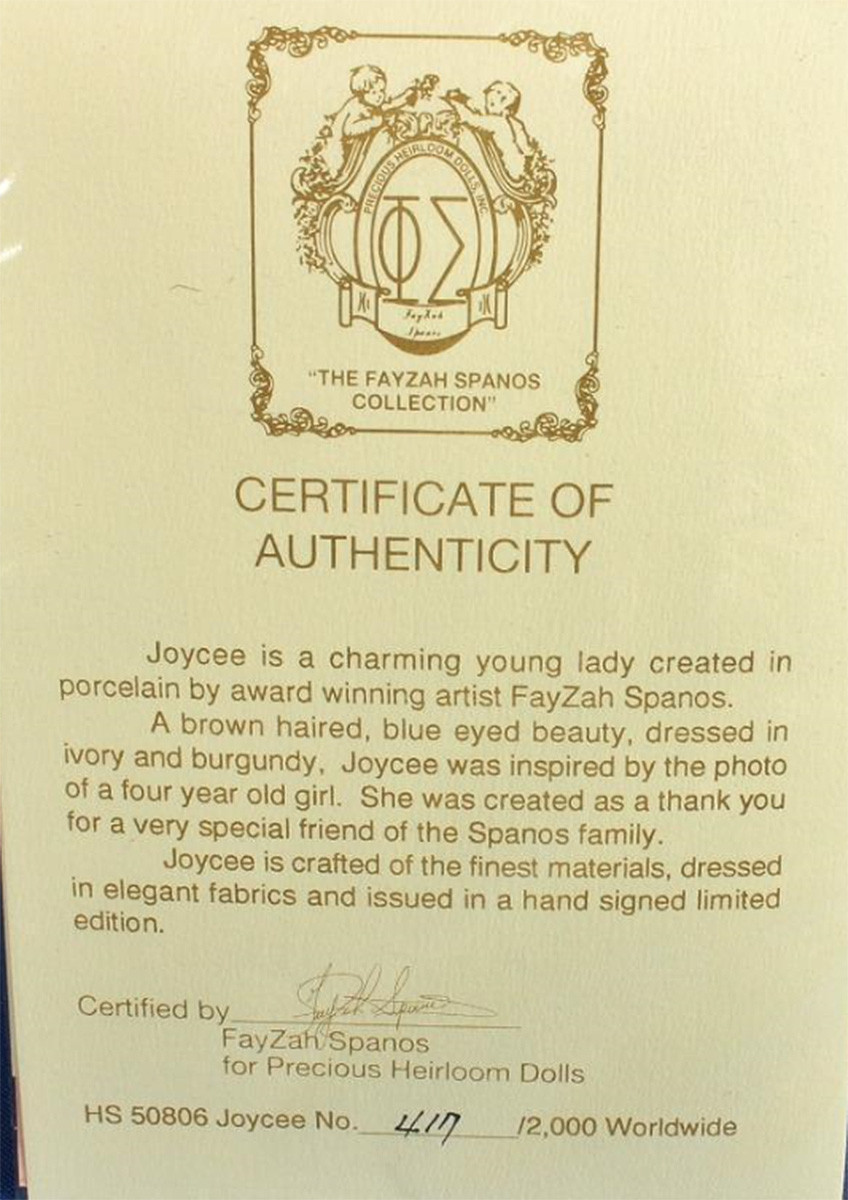 PRECIOUS HEIRLOOM DOLLS, INC
ΦΣ
FayZah
Spanos
"THE FAYZAH SPANOS
COLLECTION"
CERTIFICATE OF
AUTHENTICITY
Joycee is a charming young lady created in
porcelain by award winning artist FayZah Spanos.
A brown haired, blue eyed beauty, dressed in
ivory and burgundy, Joycee was inspired by the photo
of a four year old girl. She was created as a thank you
for a very special friend of the Spanos family.
Joycee is crafted of the finest materials, dressed
in elegant fabrics and issued in a hand signed limited
edition.
Certified by FayZah Spanos
FayZah Spanos
for Precious Heirloom Dolls
HS 50806 Joycee No. 417 /2,000 Worldwide